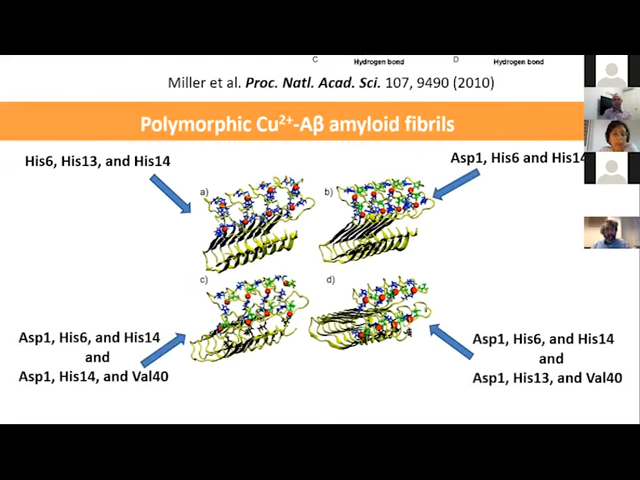 C Hydrogen bond D Hydrogen bond
Miller et al. Proc. Natl. Acad. Sci. 107, 9490 (2010)
Polymorphic Cu²⁺-Aβ amyloid fibrils
His6, His13, and His14
Asp1, His6 and His14
a)
b)
c)
d)
Asp1, His6, and His14
and
Asp1, His14, and Val40
Asp1, His6, and His14
and
Asp1, His13, and Val40